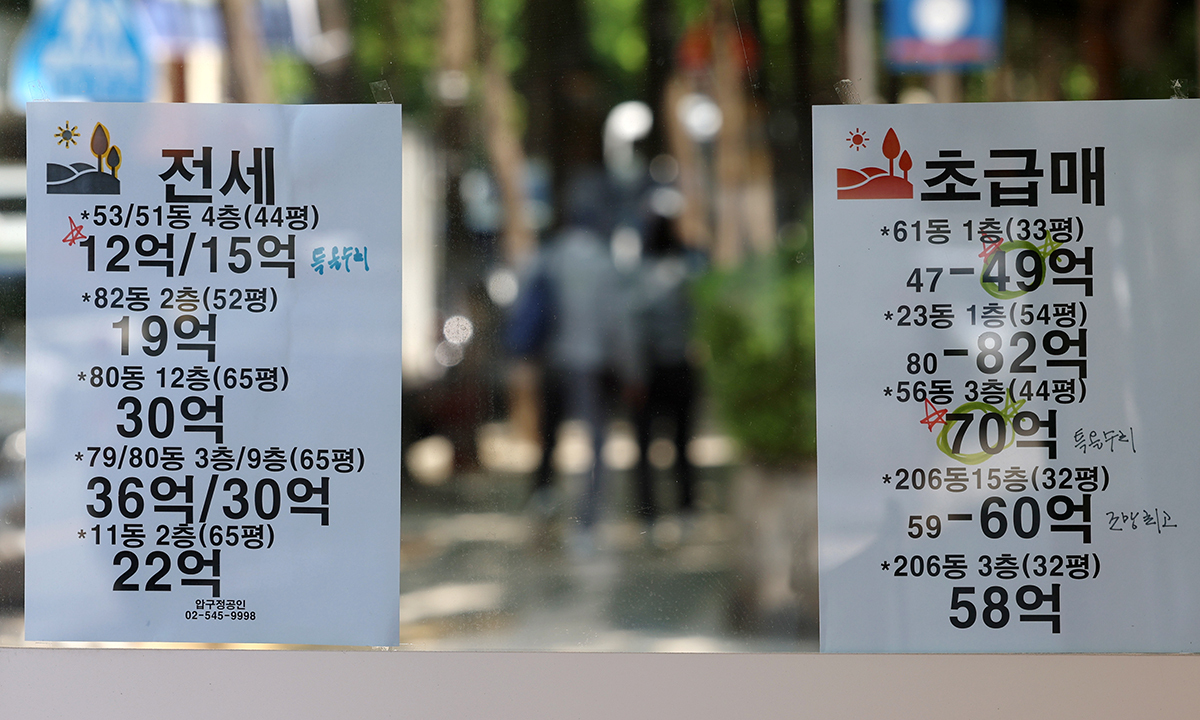 전세
*53/51동 4층(44평)
12억/15억 특올수리
*82동 2층(52평)
19억
*80동 12층(65평)
30억
*79/80동 3층/9층(65평)
36억/30억
*11동 2층(65평)
22억
압구정공인
02-545-9998
초급매
*61동 1층(33평)
47-49억
*23동 1층(54평)
80-82억
*56동 3층(44평)
70억 특올수리
*206동15층(32평)
59-60억 조망최고
*206동 3층(32평)
58억